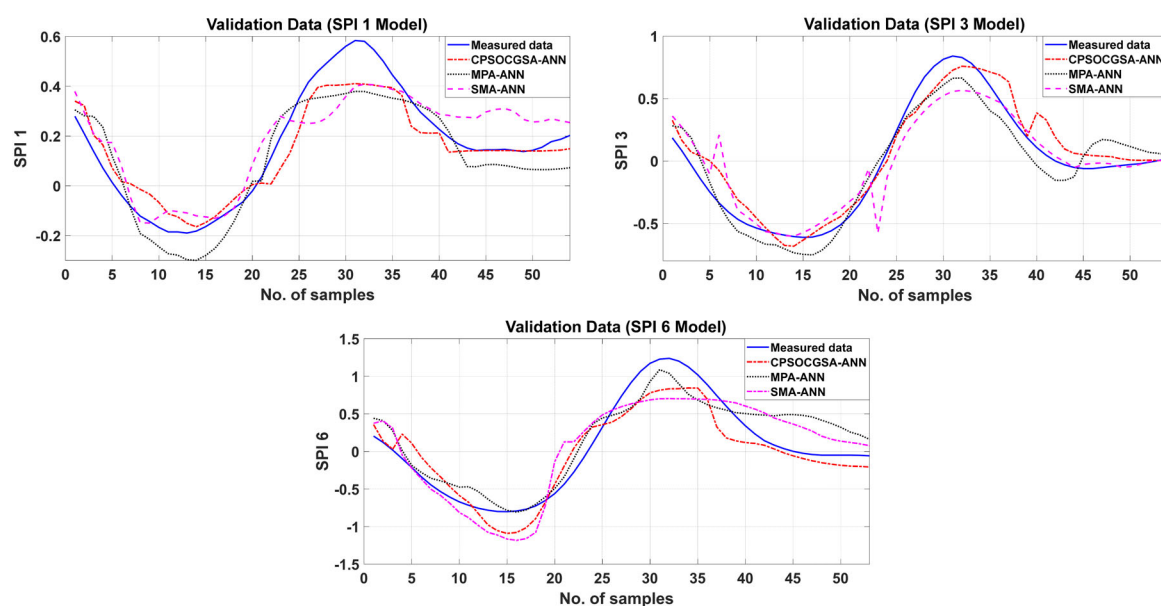 Validation Data (SPI 1 Model)
0.6
0.4
0.2
0
-0.2
SPI 1
0 5 10 15 20 25 30 35 40 45 50
No. of samples
Measured data
CPSOCGSA-ANN
MPA-ANN
SMA-ANN
Validation Data (SPI 3 Model)
1
0.5
0
-0.5
SPI 3
0 5 10 15 20 25 30 35 40 45 50
No. of samples
Measured data
CPSOCGSA-ANN
MPA-ANN
SMA-ANN
Validation Data (SPI 6 Model)
1.5
1
0.5
0
-0.5
-1
-1.5
SPI 6
0 5 10 15 20 25 30 35 40 45 50
No. of samples
Measured data
CPSOCGSA-ANN
MPA-ANN
SMA-ANN